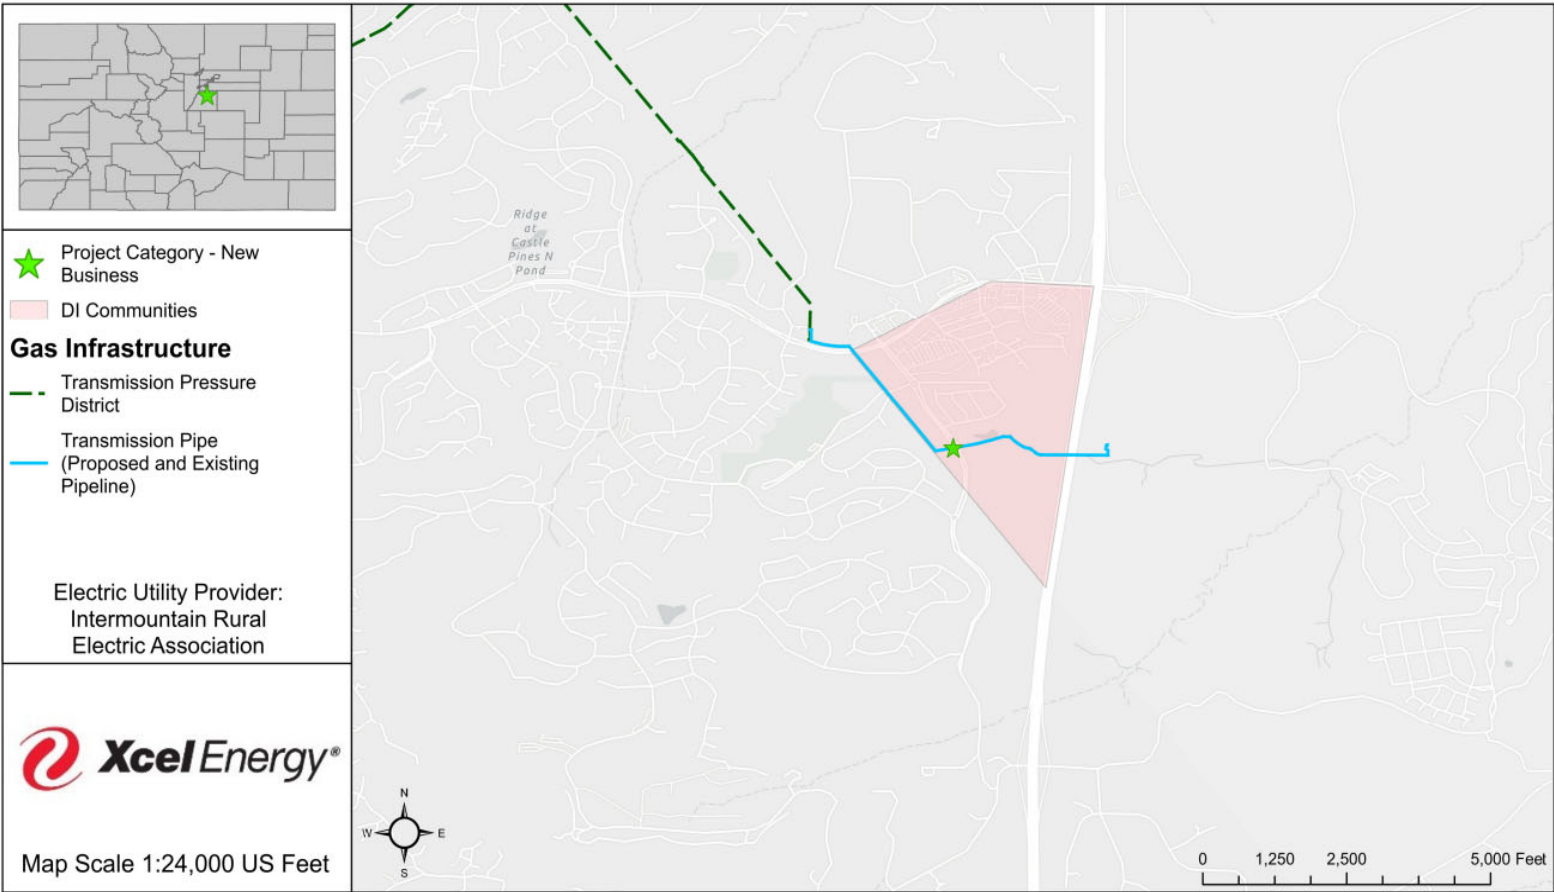 Project Category - New
Business
DI Communities
Gas Infrastructure
Transmission Pressure
District
Transmission Pipe
(Proposed and Existing
Pipeline)
Electric Utility Provider:
Intermountain Rural
Electric Association
Xcel Energy®
Map Scale 1:24,000 US Feet
Ridge
at
Castle
Pines N
Pond
N
W E
S
0 1,250 2,500 5,000 Feet